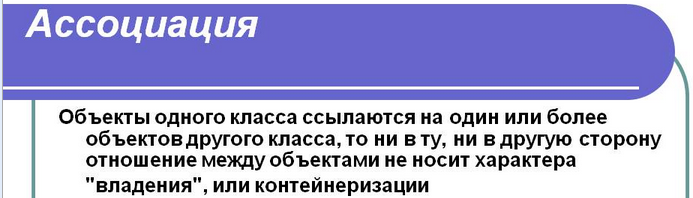 Ассоциация
Объекты одного класса ссылаются на один или более
объектов другого класса, то ни в ту, ни в другую сторону
отношение между объектами не носит характера
"владения", или контейнеризации